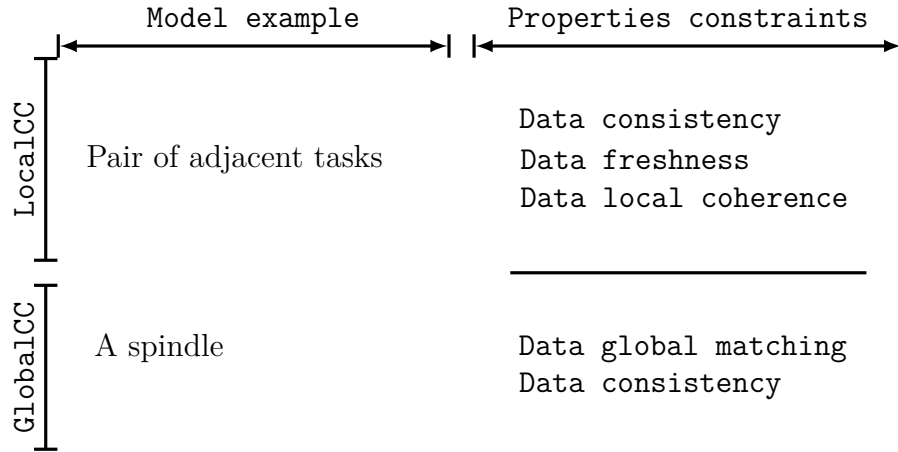 Model example
Properties constraints
LocalCC
Pair of adjacent tasks
Data consistency
Data freshness
Data local coherence
GlobalCC
A spindle
Data global matching
Data consistency